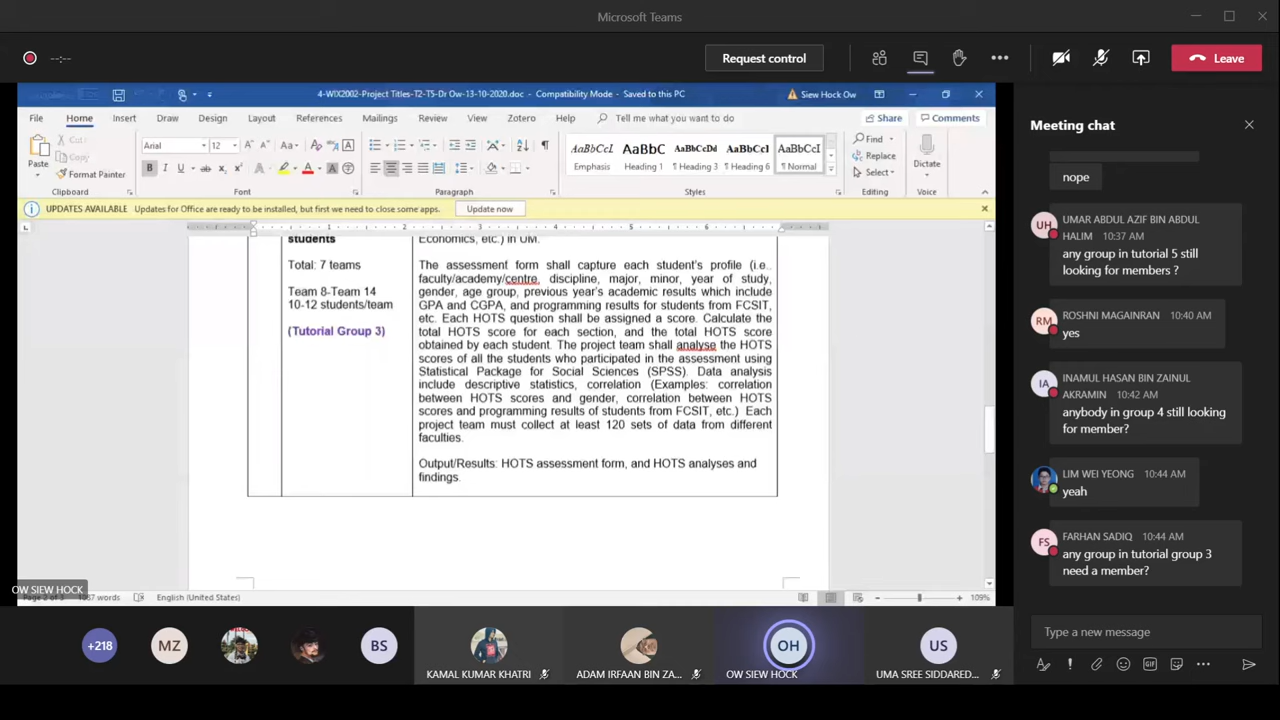 Microsoft Teams
--:--
Request control
Leave
4-WIX2002-Project Titles-T2-T5-Dr Ow-13-10-2020.doc - Compatibility Mode - Saved to this PC
Siew Hock Ow
File Home Insert Draw Design Layout References Mailings Review View Zotero Help Tell me what you want to do Share Comments
Paste
Cut
Copy
Format Painter
Clipboard
Arial 12
Font
Paragraph
AaBbCcL AaBbC AaBbCcDd AaBbCcD AaBbCcI
Emphasis Heading 1 Heading 3 Heading 6 ¶ Normal
Styles
Find
Replace
Select
Editing
Dictate
Voice
UPDATES AVAILABLE Updates for Office are ready to be installed, but first we need to close some apps. Update now
students
Total: 7 teams
Team 8-Team 14
10-12 students/team
(Tutorial Group 3)
Economics, etc.) in UM.
The assessment form shall capture each student's profile (i.e.
faculty/academy/centre, discipline, major, minor, year of study,
gender, age group, previous year's academic results which include
GPA and CGPA, and programming results for students from FCSIT,
etc. Each HOTS question shall be assigned a score. Calculate the
total HOTS score for each section, and the total HOTS score
obtained by each student. The project team shall analyse the HOTS
scores of all the students who participated in the assessment using
Statistical Package for Social Sciences (SPSS). Data analysis
include descriptive statistics, correlation (Examples: correlation
between HOTS scores and gender, correlation between HOTS
scores and programming results of students from FCSIT, etc.) Each
project team must collect at least 120 sets of data from different
faculties.
Output/Results: HOTS assessment form, and HOTS analyses and
findings.
OW SIEW HOCK
words
English (United States)
109%
Meeting chat
nope
UH
UMAR ABDUL AZIF BIN ABDUL
HALIM 10:37 AM
any group in tutorial 5 still
looking for members ?
RM
ROSHNI MAGAINRAN 10:40 AM
yes
IA
INAMUL HASAN BIN ZAINUL
AKRAMIN 10:42 AM
anybody in group 4 still looking
for member?
LIM WEI YEONG 10:44 AM
yeah
FS
FARHAN SADIQ 10:44 AM
any group in tutorial group 3
need a member?
Type a new message
GIF
+218
MZ
BS
KAMAL KUMAR KHATRI
ADAM IRFAAN BIN ZA...
OH
OW SIEW HOCK
US
UMA SREE SIDDARED...